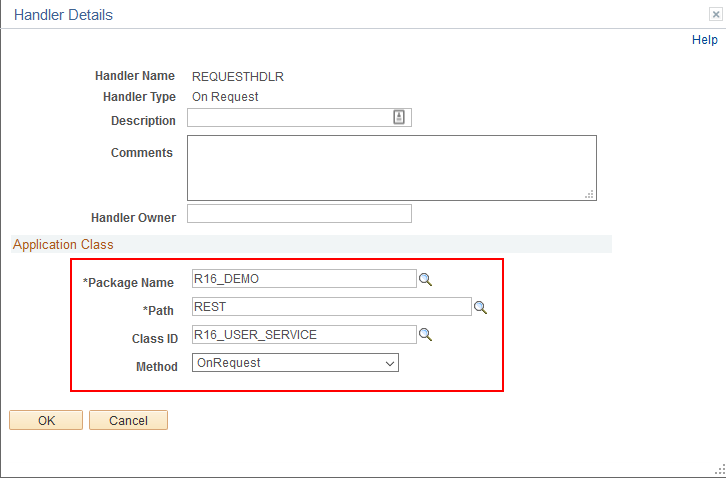 Handler Details
Help
Handler Name REQUESTHDLR
Handler Type On Request
Description
Comments
Handler Owner
Application Class
*Package Name R16_DEMO
*Path REST
Class ID R16_USER_SERVICE
Method OnRequest
OK Cancel